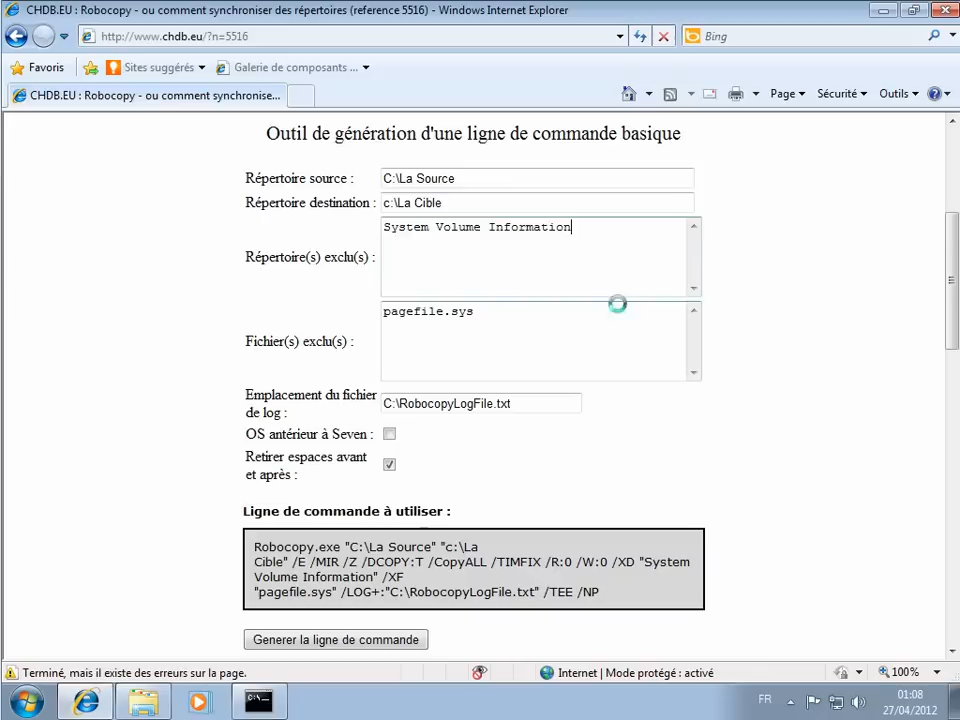 CHDB.EU : Robocopy - ou comment synchroniser des répertoires (reference 5516) - Windows Internet Explorer
http://www.chdb.eu/?n=5516
Bing
Favoris
Sites suggérés
Galerie de composants ...
CHDB.EU : Robocopy - ou comment synchronise...
Page
Sécurité
Outils
Outil de génération d'une ligne de commande basique
Répertoire source : C:\La Source
Répertoire destination : c:\La Cible
System Volume Information
Répertoire(s) exclu(s) :
pagefile.sys
Fichier(s) exclu(s) :
Emplacement du fichier
de log :
C:\RobocopyLogFile.txt
OS antérieur à Seven :
Retirer espaces avant
et après :
Ligne de commande à utiliser :
Robocopy.exe "C:\La Source" "c:\La
Cible" /E /MIR /Z /DCOPY:T /CopyALL /TIMFIX /R:0 /W:0 /XD "System
Volume Information" /XF
"pagefile.sys" /LOG+:"C:\RobocopyLogFile.txt" /TEE /NP
Generer la ligne de commande
Terminé, mais il existe des erreurs sur la page.
Internet | Mode protégé : activé
100%
FR
01:08
27/04/2012